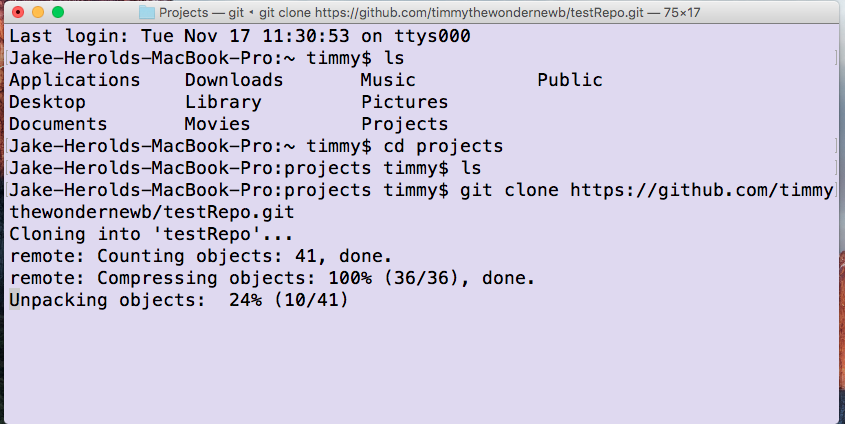 Projects — git ◂ git clone https://github.com/timmythewondernewb/testRepo.git — 75×17
Last login: Tue Nov 17 11:30:53 on ttys000
[Jake-Herolds-MacBook-Pro:~ timmy$ ls ]
Applications Downloads Music Public
Desktop Library Pictures
Documents Movies Projects
[Jake-Herolds-MacBook-Pro:~ timmy$ cd projects ]
[Jake-Herolds-MacBook-Pro:projects timmy$ ls ]
[Jake-Herolds-MacBook-Pro:projects timmy$ git clone https://github.com/timmy]
thewondernewb/testRepo.git
Cloning into 'testRepo'...
remote: Counting objects: 41, done.
remote: Compressing objects: 100% (36/36), done.
Unpacking objects: 24% (10/41)